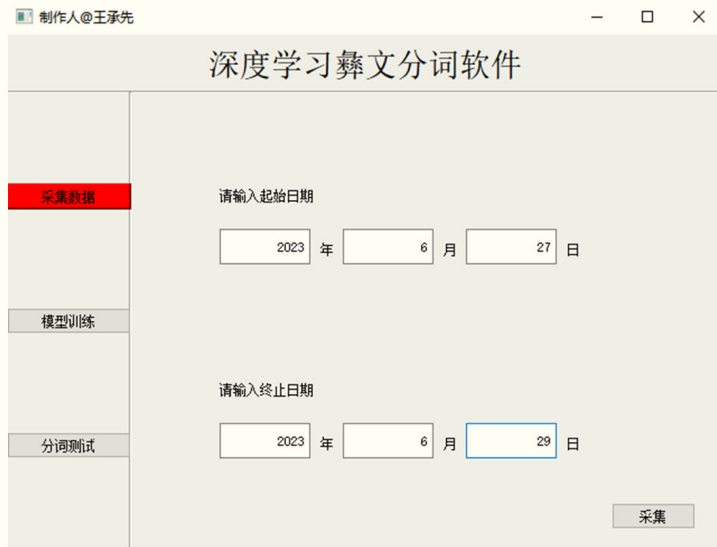 制作人@王承先
深度学习彝文分词软件
采集数据
请输入起始日期
2023 年 6 月 27 日
模型训练
请输入终止日期
2023 年 6 月 29 日
分词测试
采集